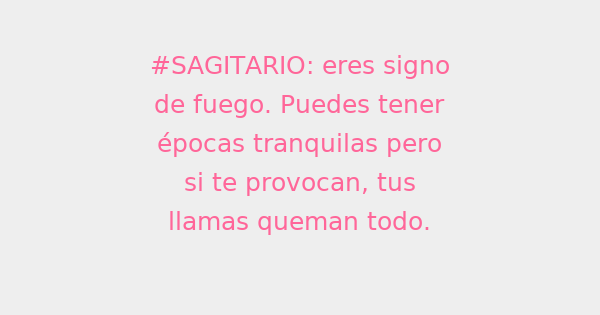 #SAGITARIO: eres signo
de fuego. Puedes tener
épocas tranquilas pero
si te provocan, tus
llamas queman todo.